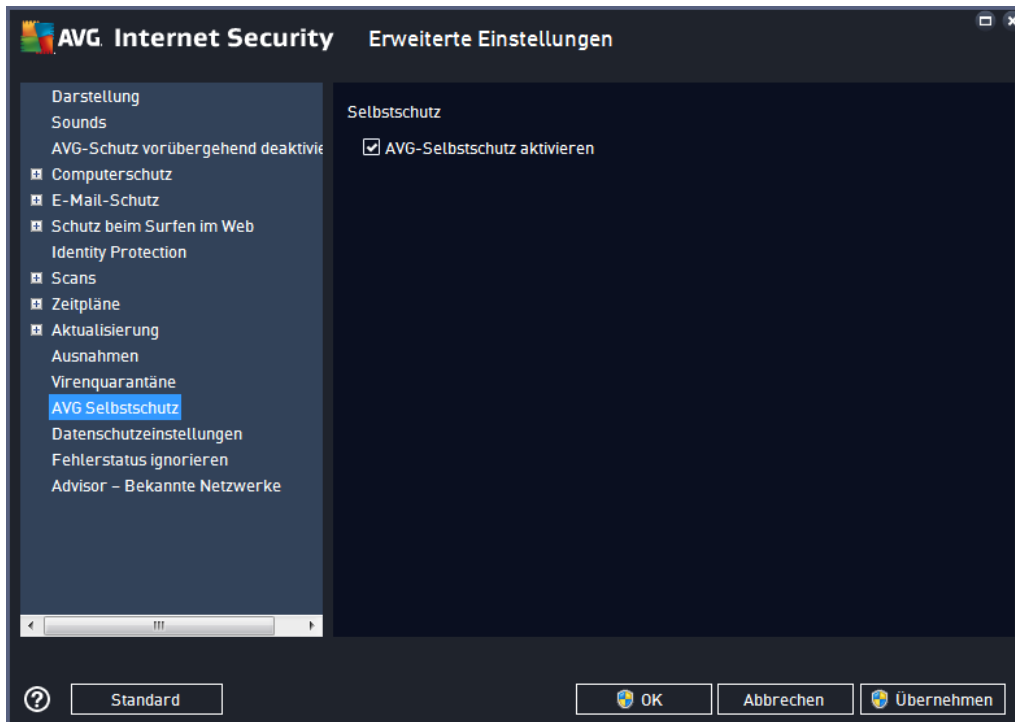 AVG. Internet Security Erweiterte Einstellungen
Darstellung
Sounds
AVG-Schutz vorübergehend deaktivie
Computerschutz
E-Mail-Schutz
Schutz beim Surfen im Web
Identity Protection
Scans
Zeitpläne
Aktualisierung
Ausnahmen
Virenquarantäne
AVG Selbstschutz
Datenschutzeinstellungen
Fehlerstatus ignorieren
Advisor – Bekannte Netzwerke
Selbstschutz
AVG-Selbstschutz aktivieren
Standard
OK
Abbrechen
Übernehmen